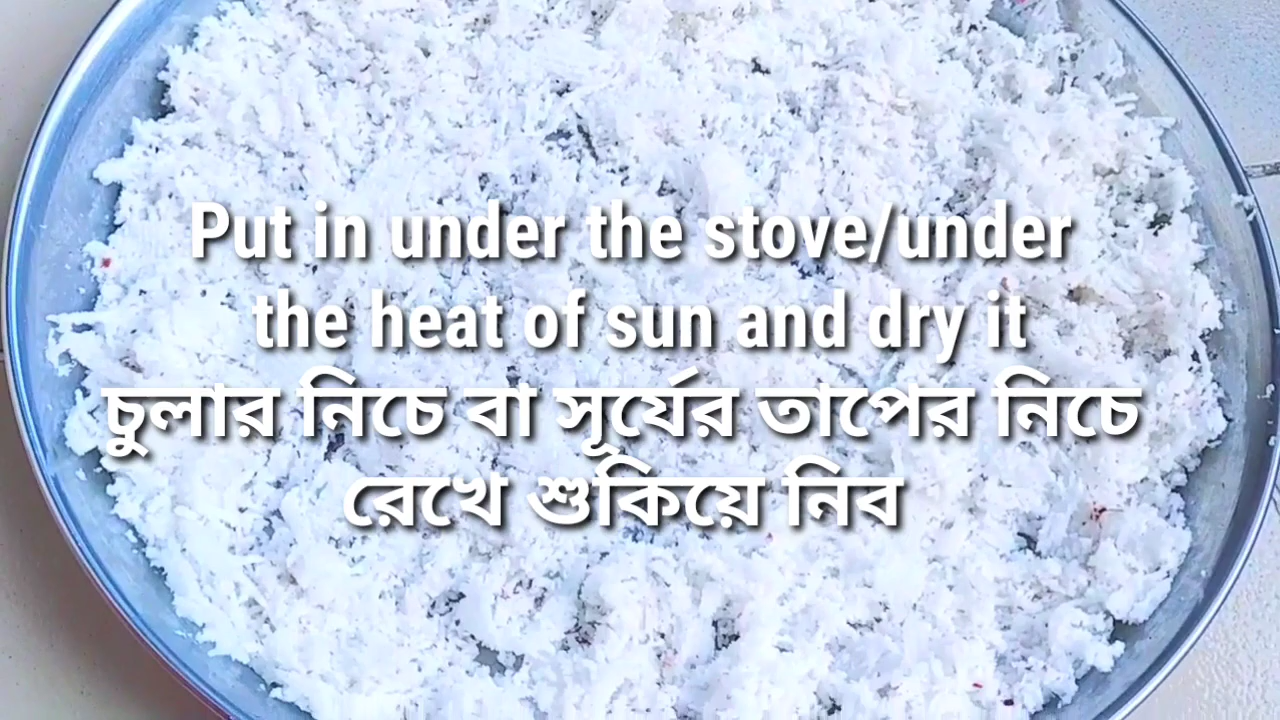 Put in under the stove/under
the heat of sun and dry it
চুলার নিচে বা সূর্যের তাপের নিচে
রেখে শুকিয়ে নিব